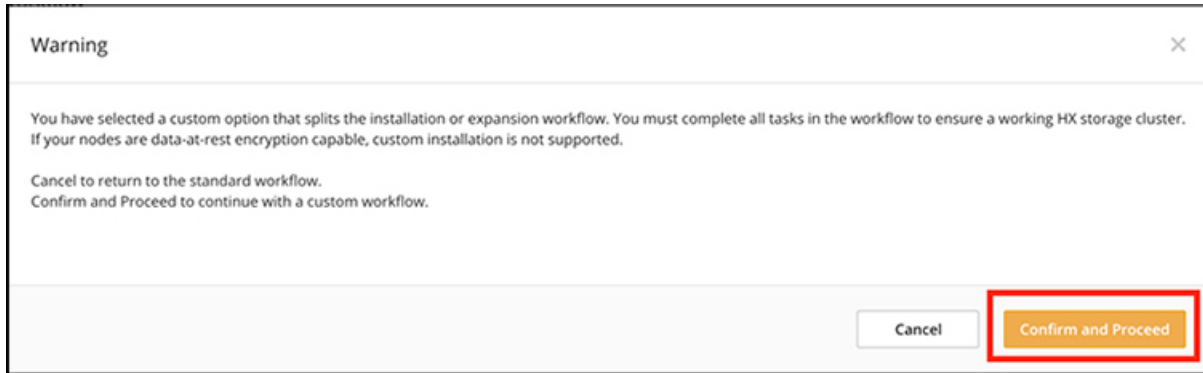 Warning
You have selected a custom option that splits the installation or expansion workflow. You must complete all tasks in the workflow to ensure a working HX storage cluster.
If your nodes are data-at-rest encryption capable, custom installation is not supported.
Cancel to return to the standard workflow.
Confirm and Proceed to continue with a custom workflow.
Cancel
Confirm and Proceed